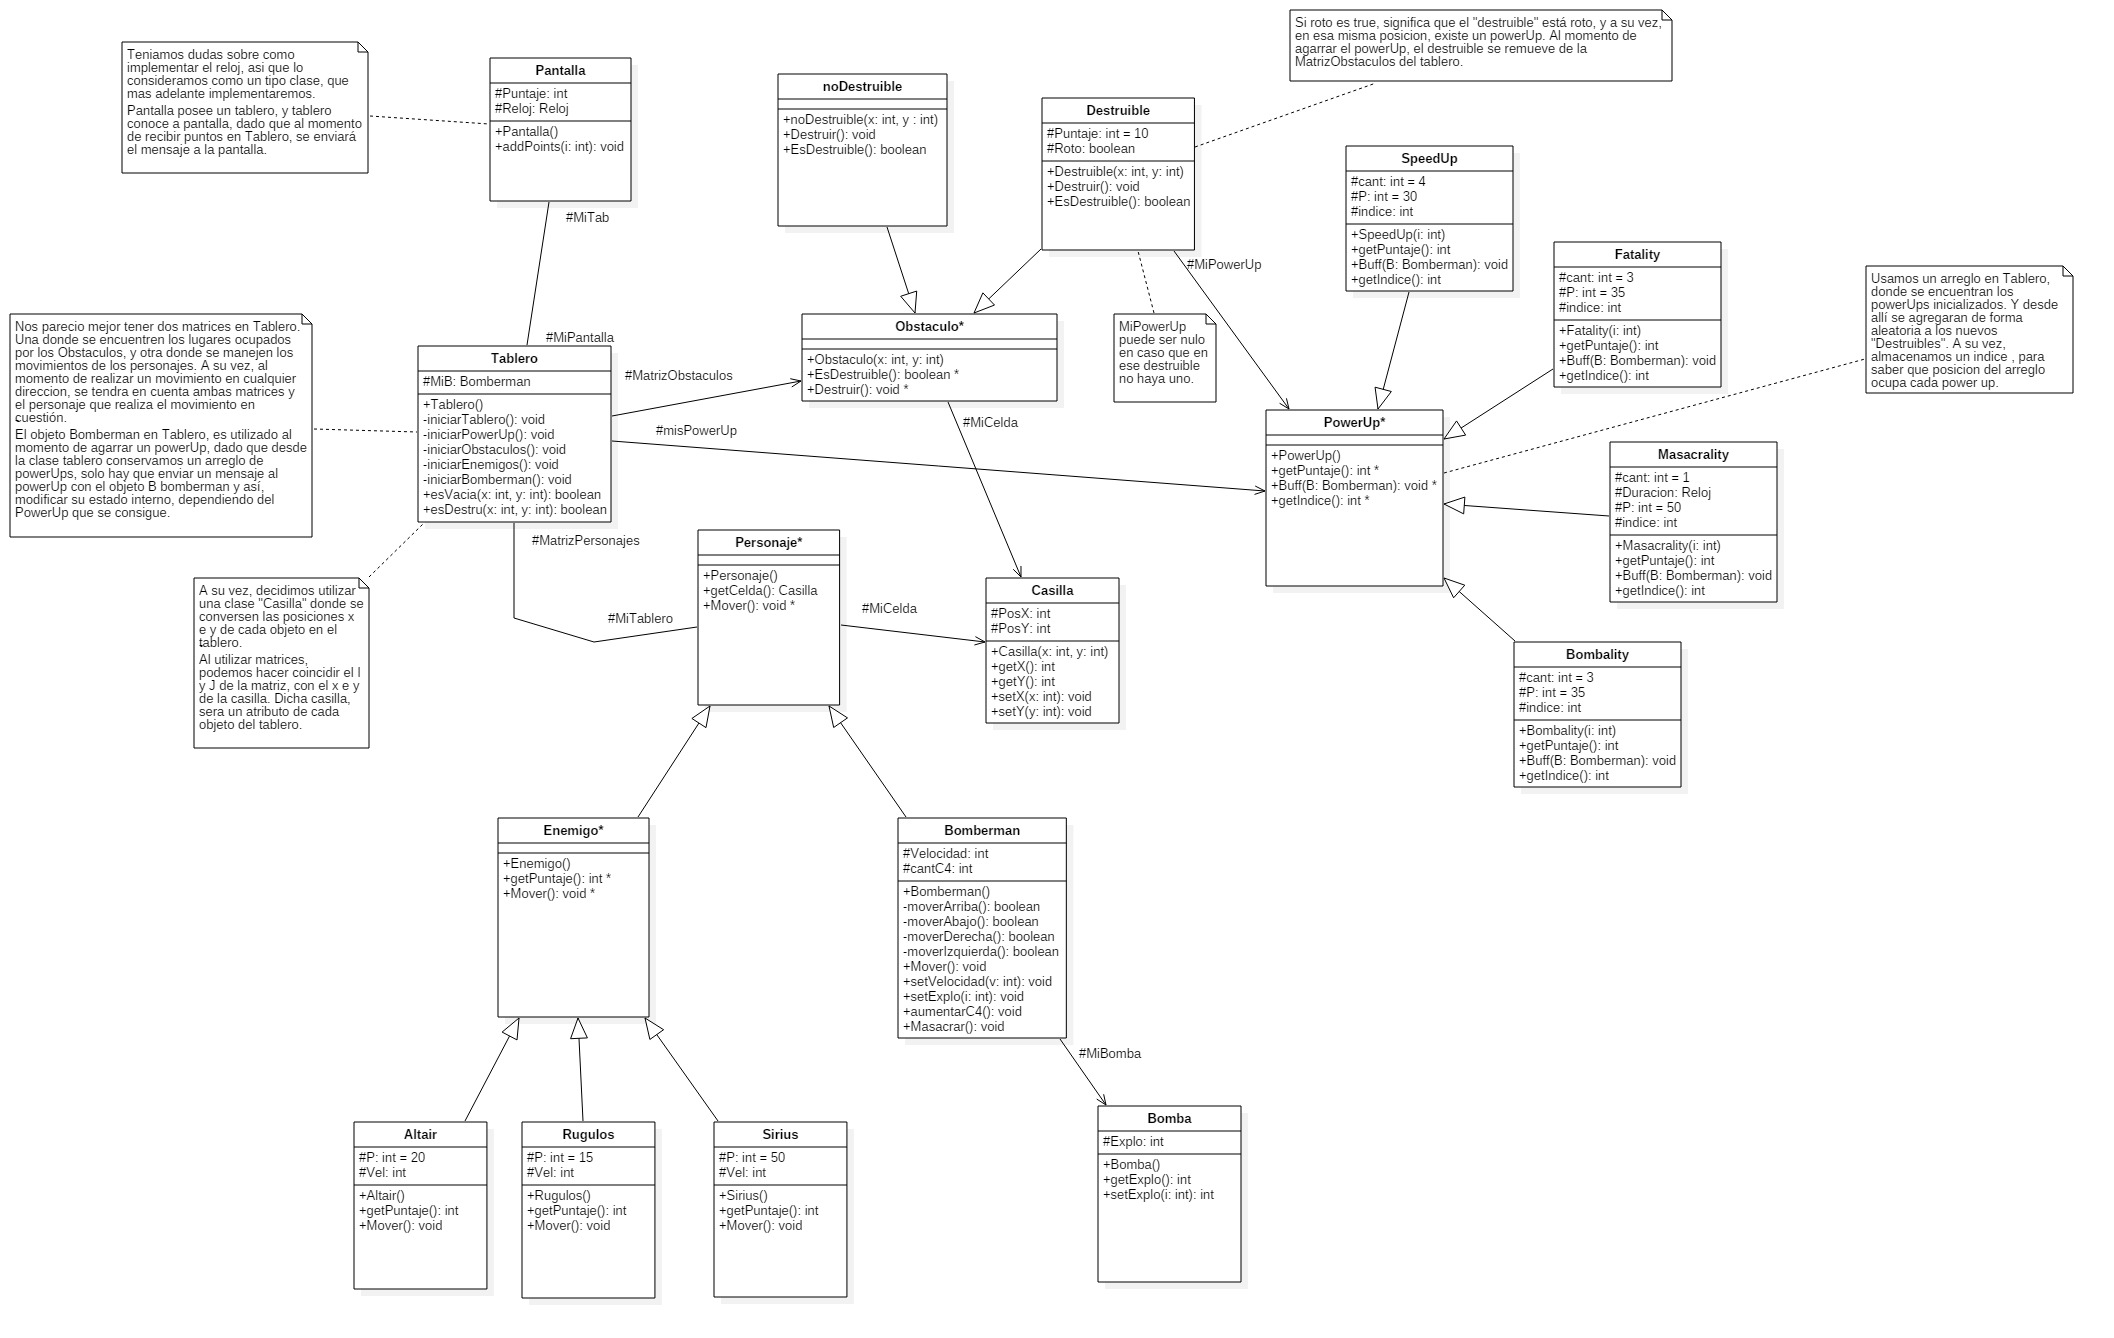 Teniamos dudas sobre como
implementar el reloj, asi que lo
consideramos como un tipo clase, que
mas adelante implementaremos.
Pantalla posee un tablero, y tablero
conoce a pantalla, dado que al momento
de recibir puntos en Tablero, se enviará
el mensaje a la pantalla.
Pantalla
#Puntaje: int
#Reloj: Reloj
+Pantalla()
+addPoints(i: int): void
#MiTab
noDestruible
+noDestruible(x: int, y : int)
+Destruir(): void
+EsDestruible(): boolean
Destruible
#Puntaje: int = 10
#Roto: boolean
+Destruible(x: int, y: int)
+Destruir(): void
+EsDestruible(): boolean
#MiPowerUp
Si roto es true, significa que el "destruible" está roto, y a su vez,
en esa misma posicion, existe un powerUp. Al momento de
agarrar el powerUp, el destruible se remueve de la
MatrizObstaculos del tablero.
SpeedUp
#cant: int = 4
#P: int = 30
#indice: int
+SpeedUp(i: int)
+getPuntaje(): int
+Buff(B: Bomberman): void
+getIndice(): int
Fatality
#cant: int = 3
#P: int = 35
#indice: int
+Fatality(i: int)
+getPuntaje(): int
+Buff(B: Bomberman): void
+getIndice(): int
Usamos un arreglo en Tablero,
donde se encuentran los
powerUps inicializados. Y desde
allí se agregaran de forma
aleatoria a los nuevos
"Destruibles". A su vez,
almacenamos un indice , para
saber que posicion del arreglo
ocupa cada power up.
Nos parecio mejor tener dos matrices en Tablero.
Una donde se encuentren los lugares ocupados
por los Obstaculos, y otra donde se manejen los
movimientos de los personajes. A su vez, al
momento de realizar un movimiento en cualquier
direccion, se tendra en cuenta ambas matrices y
el personaje que realiza el movimiento en
cuestión.
El objeto Bomberman en Tablero, es utilizado al
momento de agarrar un powerUp, dado que desde
la clase tablero conservamos un arreglo de
powerUps, solo hay que enviar un mensaje al
powerUp con el objeto B bomberman y así,
modificar su estado interno, dependiendo del
PowerUp que se consigue.
#MiPantalla
Tablero
#MiB: Bomberman
+Tablero()
-iniciarTablero(): void
-iniciarPowerUp(): void
-iniciarObstaculos(): void
-iniciarEnemigos(): void
-iniciarBomberman(): void
+esVacia(x: int, y: int): boolean
+esDestru(x: int, y: int): boolean
#MatrizObstaculos
#misPowerUp
#MatrizPersonajes
Obstaculo*
+Obstaculo(x: int, y: int)
+EsDestruible(): boolean *
+Destruir(): void *
#MiCelda
MiPowerUp
puede ser nulo
en caso que en
ese destruible
no haya uno.
PowerUp*
+PowerUp()
+getPuntaje(): int *
+Buff(B: Bomberman): void *
+getIndice(): int *
Masacrality
#cant: int = 1
#Duracion: Reloj
#P: int = 50
#indice: int
+Masacrality(i: int)
+getPuntaje(): int
+Buff(B: Bomberman): void
+getIndice(): int
A su vez, decidimos utilizar
una clase "Casilla" donde se
conversen las posiciones x
e y de cada objeto en el
tablero.
Al utilizar matrices,
podemos hacer coincidir el I
y J de la matriz, con el x e y
de la casilla. Dicha casilla,
sera un atributo de cada
objeto del tablero.
#MiTablero
Personaje*
+Personaje()
+getCelda(): Casilla
+Mover(): void *
#MiCelda
Casilla
#PosX: int
#PosY: int
+Casilla(x: int, y: int)
+getX(): int
+getY(): int
+setX(x: int): void
+setY(y: int): void
Bombality
#cant: int = 3
#P: int = 35
#indice: int
+Bombality(i: int)
+getPuntaje(): int
+Buff(B: Bomberman): void
+getIndice(): int
Enemigo*
+Enemigo()
+getPuntaje(): int *
+Mover(): void *
Bomberman
#Velocidad: int
#cantC4: int
+Bomberman()
-moverArriba(): boolean
-moverAbajo(): boolean
-moverDerecha(): boolean
-moverIzquierda(): boolean
+Mover(): void
+setVelocidad(v: int): void
+setExplo(i: int): void
+aumentarC4(): void
+Masacrar(): void
#MiBomba
Altair
#P: int = 20
#Vel: int
+Altair()
+getPuntaje(): int
+Mover(): void
Rugulos
#P: int = 15
#Vel: int
+Rugulos()
+getPuntaje(): int
+Mover(): void
Sirius
#P: int = 50
#Vel: int
+Sirius()
+getPuntaje(): int
+Mover(): void
Bomba
#Explo: int
+Bomba()
+getExplo(): int
+setExplo(i: int): int